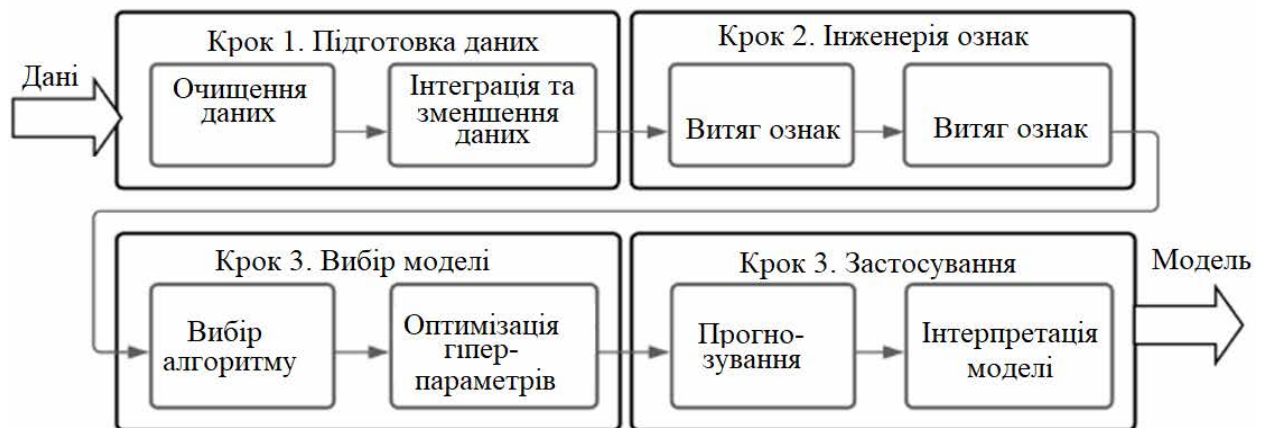 Дані
Крок 1. Підготовка даних
Очищення
даних
Інтеграція та
зменшення
даних
Крок 2. Інженерія ознак
Витяг ознак
Витяг ознак
Крок 3. Вибір моделі
Вибір
алгоритму
Оптимізація
гіпер-
параметрів
Крок 3. Застосування
Прогно-
зування
Інтерпретація
моделі
Модель